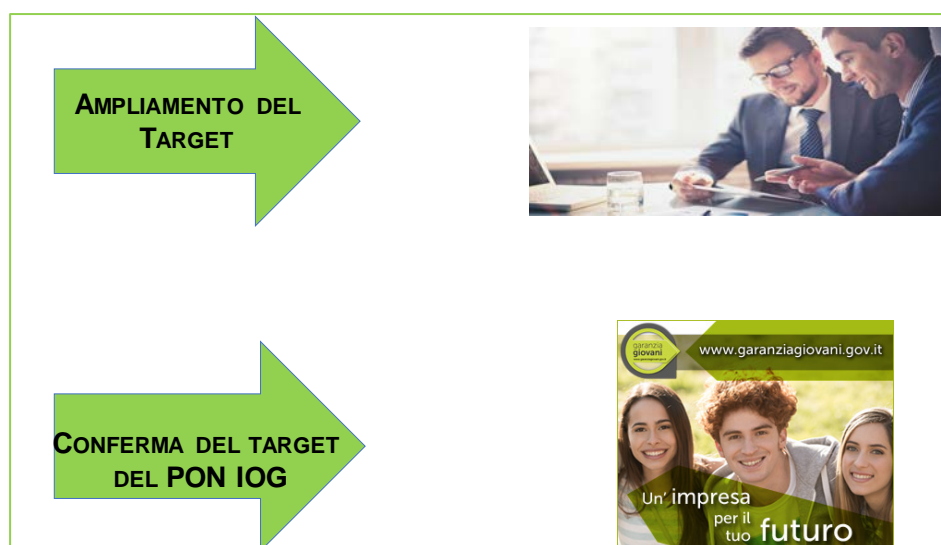 AMPLIAMENTO DEL
TARGET
garanzia
giovani
www.garanziagiovani.gov.it
CONFERMA DEL TARGET
DEL PON IOG
Un' impresa
per il
tuo futuro